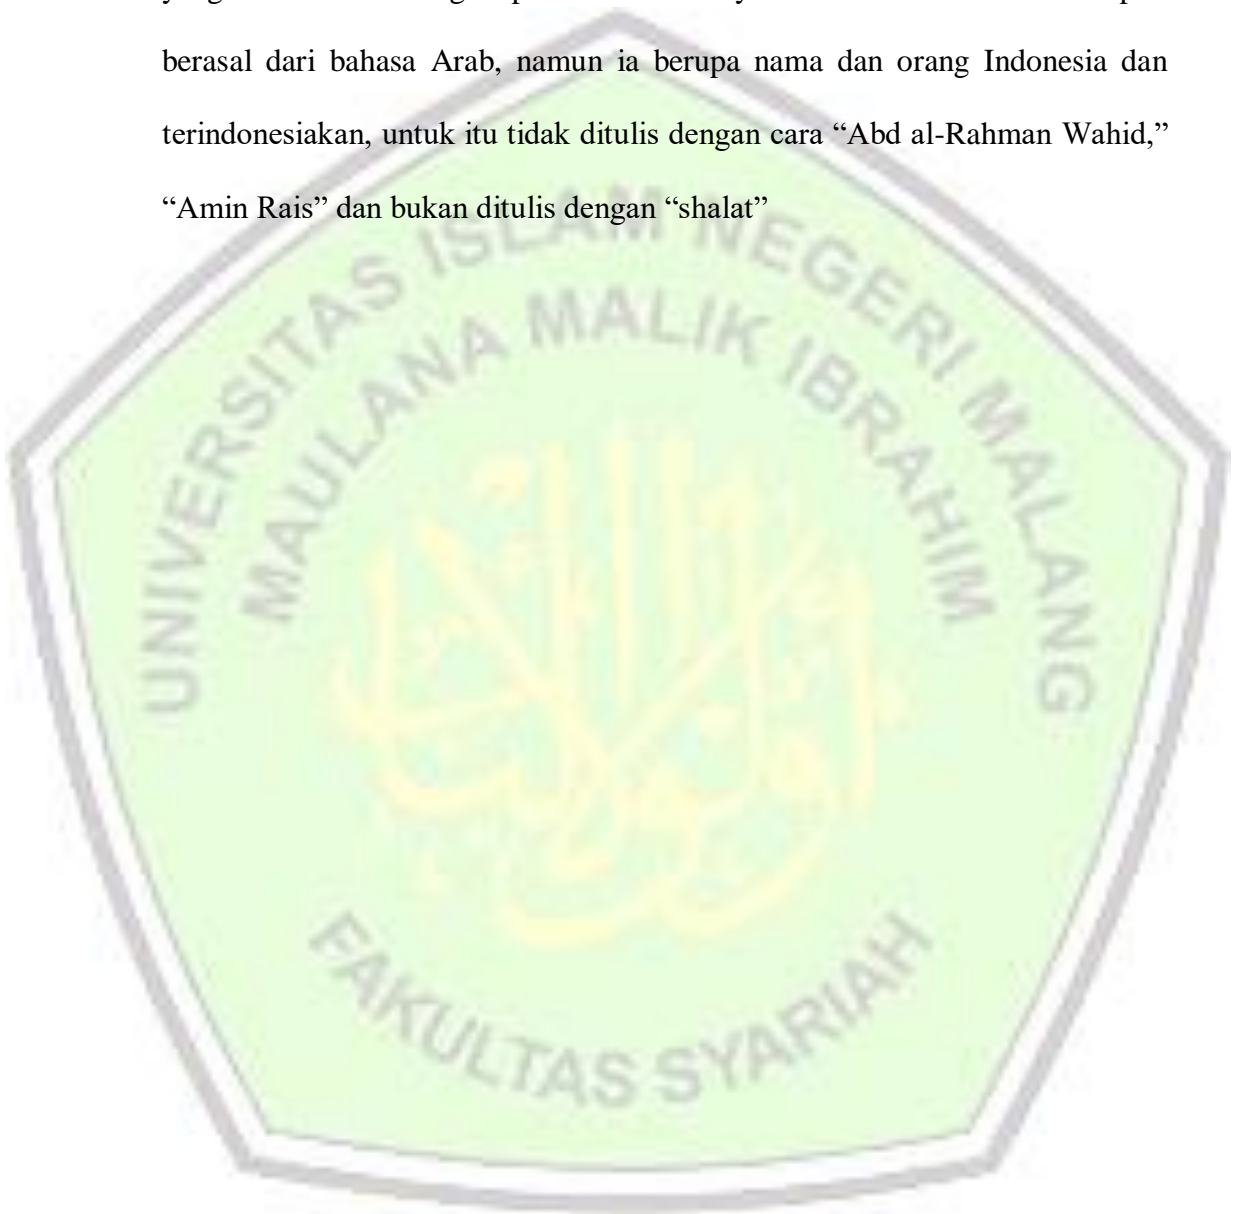 berasal dari bahasa Arab, namun ia berupa nama dan orang Indonesia dan
terindonesiakan, untuk itu tidak ditulis dengan cara “Abd al-Rahman Wahid,”
“Amin Rais” dan bukan ditulis dengan “shalat”
UNIVERSITAS ISLAM NEGERI MALANG
MAULANA MALIK IBRAHIM
FAKULTAS SYARIAH